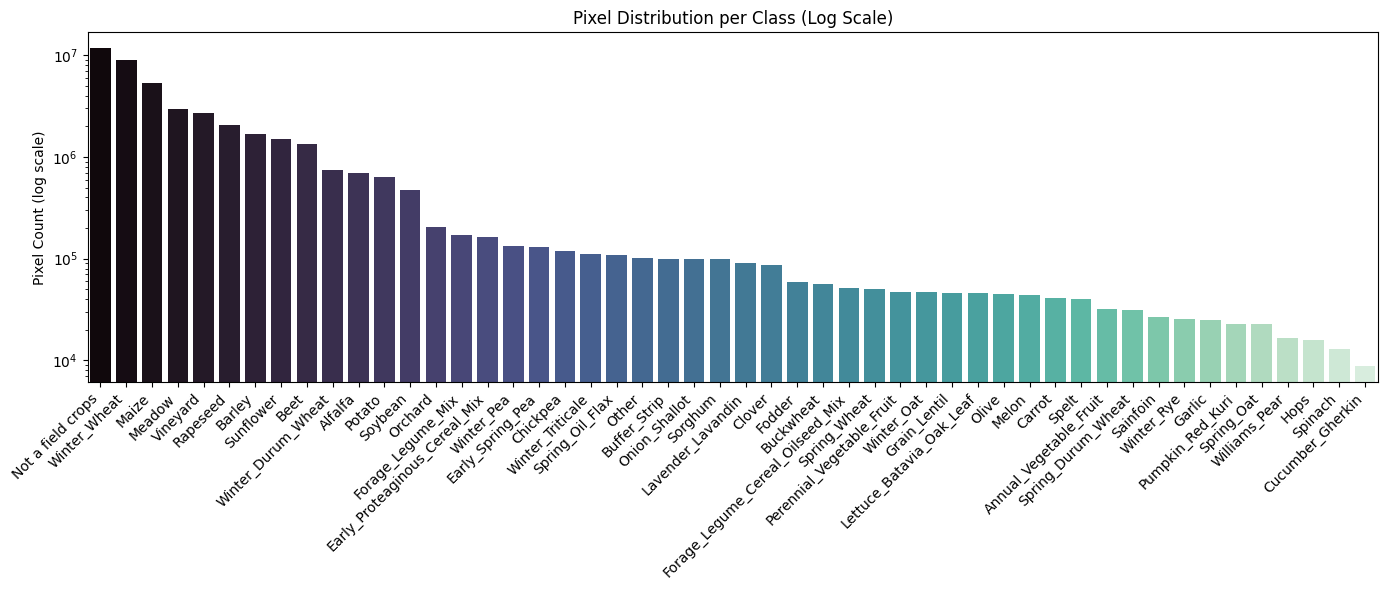 Pixel Distribution per Class (Log Scale)
Pixel Count (log scale)
10^7
10^6
10^5
10^4
Not a field crops
Winter_Wheat
Maize
Meadow
Vineyard
Rapeseed
Barley
Sunflower
Beet
Winter_Durum_Wheat
Alfalfa
Potato
Soybean
Orchard
Forage_Legume_Mix
Early_Proteaginous_Cereal_Mix
Winter_Pea
Early_Spring_Pea
Chickpea
Winter_Triticale
Spring_Oil_Flax
Other
Buffer_Strip
Onion_Shallot
Sorghum
Lavender_Lavandin
Clover
Fodder
Buckwheat
Forage_Legume_Cereal_Oilseed_Mix
Spring_Wheat
Perennial_Vegetable_Fruit
Winter_Oat
Grain_Lentil
Lettuce_Batavia_Oak_Leaf
Olive
Melon
Carrot
Spelt
Annual_Vegetable_Fruit
Spring_Durum_Wheat
Sainfoin
Winter_Rye
Garlic
Pumpkin_Red_Kuri
Spring_Oat
Williams_Pear
Hops
Spinach
Cucumber_Gherkin